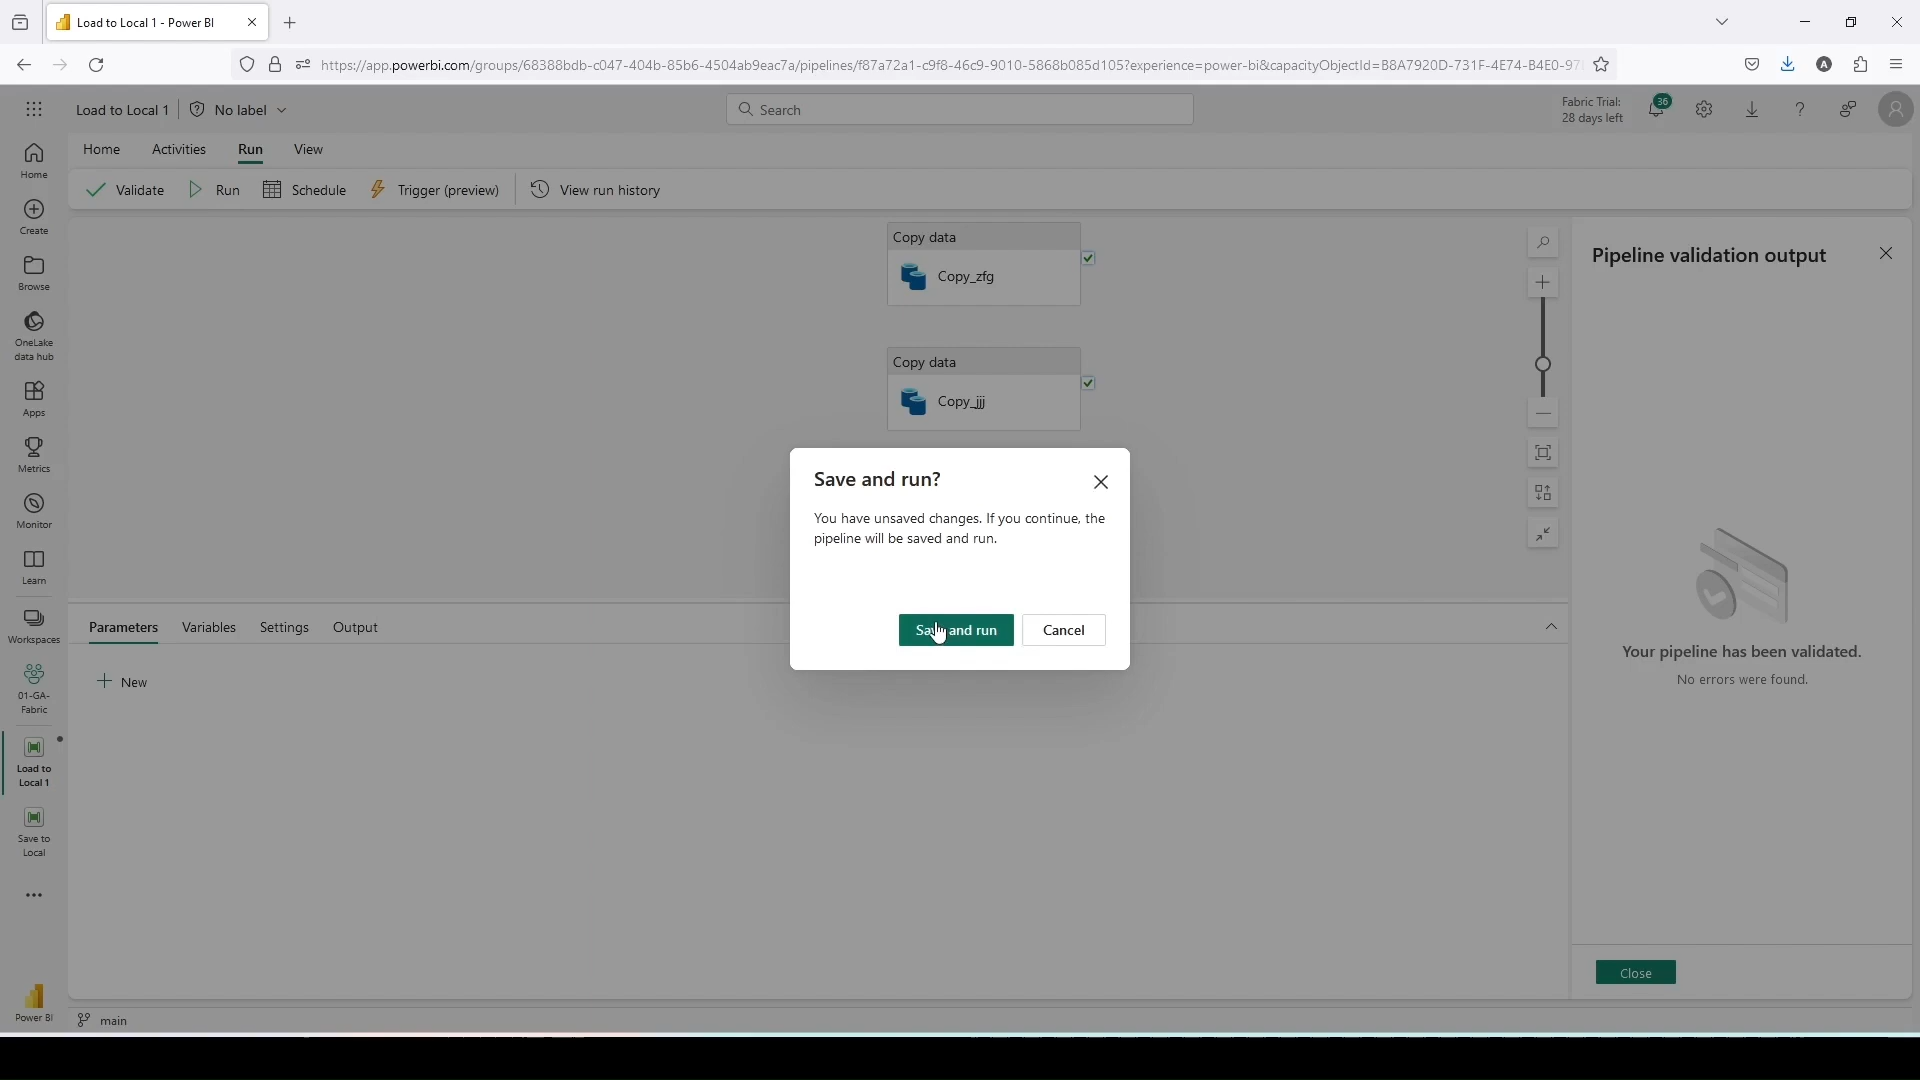 Load to Local 1 - Power BI
https://app.powerbi.com/groups/68388bdb-c047-404b-85b6-4504ab9eac7a/pipelines/f87a72a1-c9f8-46c9-9010-5868b085d105?experience=power-bi&capacityObjectId=B8A7920D-731F-4E74-B4E0-97
A
Load to Local 1
No label
Search
Fabric Trial:
28 days left
36
Home
Activities
Run
View
Validate
Run
Schedule
Trigger (preview)
View run history
Home
Create
Browse
OneLake
data hub
Apps
Metrics
Monitor
Learn
Workspaces
01-GA-
Fabric
Load to
Local 1
Save to
Local
Power BI
Copy data
Copy_zfg
Copy data
Copy_jjj
Save and run?
You have unsaved changes. If you continue, the
pipeline will be saved and run.
Save and run
Cancel
Parameters
Variables
Settings
Output
New
Pipeline validation output
Your pipeline has been validated.
No errors were found.
Close
main